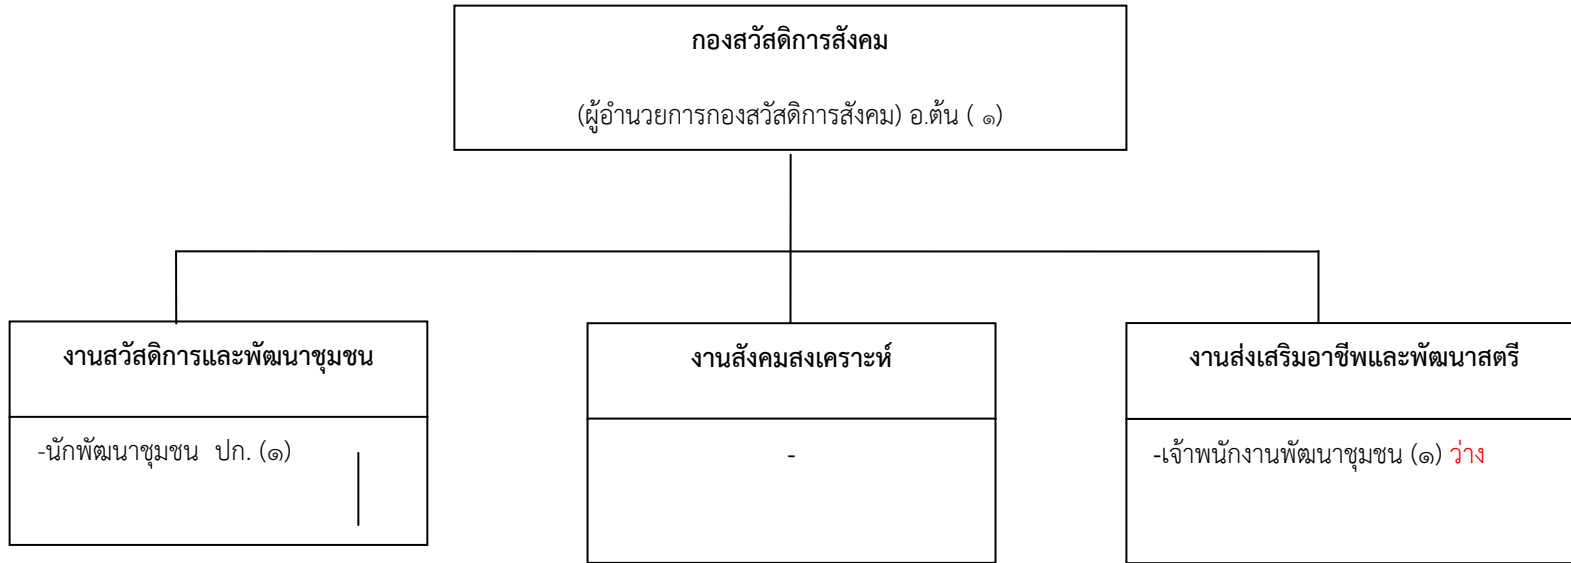 กองสวัสดิการสังคม
(ผู้อำนวยการกองสวัสดิการสังคม) อ.ต้น ( ๑)
งานสวัสดิการและพัฒนาชุมชน
-นักพัฒนาชุมชน ปก. (๑)
งานสังคมสงเคราะห์
-
งานส่งเสริมอาชีพและพัฒนาสตรี
-เจ้าพนักงานพัฒนาชุมชน (๑) ว่าง